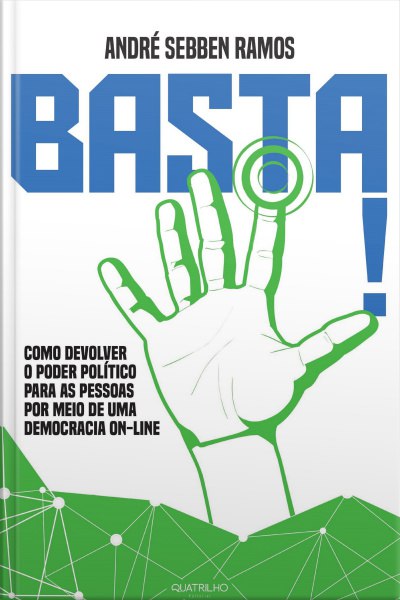 ANDRÉ SEBBEN RAMOS
BASTA!
COMO DEVOLVER
O PODER POLÍTICO
PARA AS PESSOAS
POR MEIO DE UMA
DEMOCRACIA ON-LINE
QUATRILHO